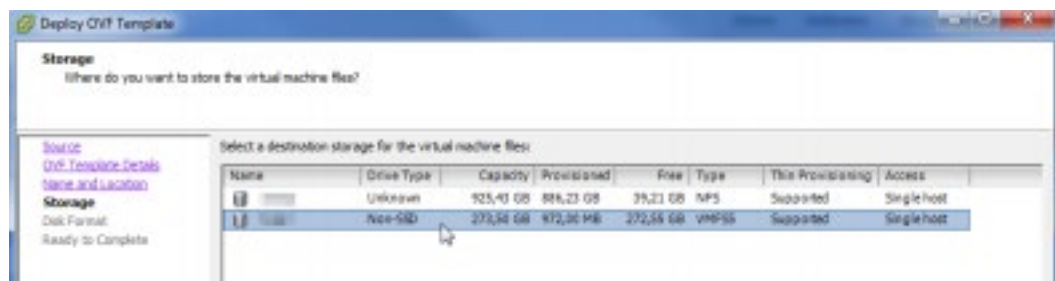 Deploy OVF Template
Storage
Where do you want to store the virtual machine files?
Source
OVF Template Details
Name and Location
Storage
Disk Format
Ready to Complete
Select a destination storage for the virtual machine files:
Name Drive Type Capacity Provisioned Free Type Thin Provisioning Access
Unknown 925,43 GB 886,23 GB 39,21 GB NFS Supported Single host
Non-SSD 273,50 GB 972,00 MB 272,55 GB VMFS5 Supported Single host